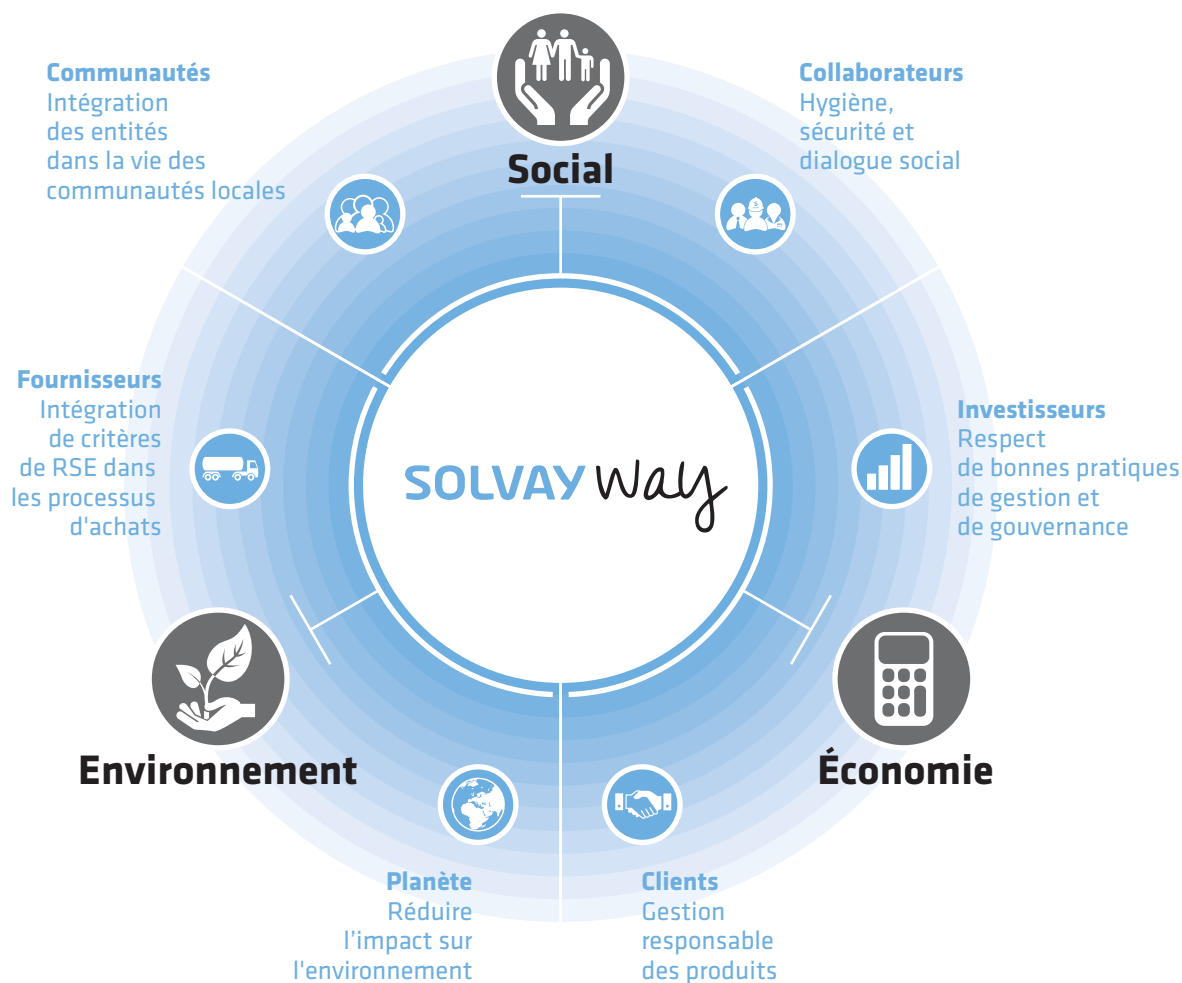 Social
Communautés
Intégration
des entités
dans la vie des
communautés locales
Collaborateurs
Hygiène,
sécurité et
dialogue social
Fournisseurs
Intégration
de critères
de RSE dans
les processus
d'achats
SOLVAY way
Investisseurs
Respect
de bonnes pratiques
de gestion et
de gouvernance
Environnement
Économie
Planète
Réduire
l’impact sur
l'environnement
Clients
Gestion
responsable
des produits